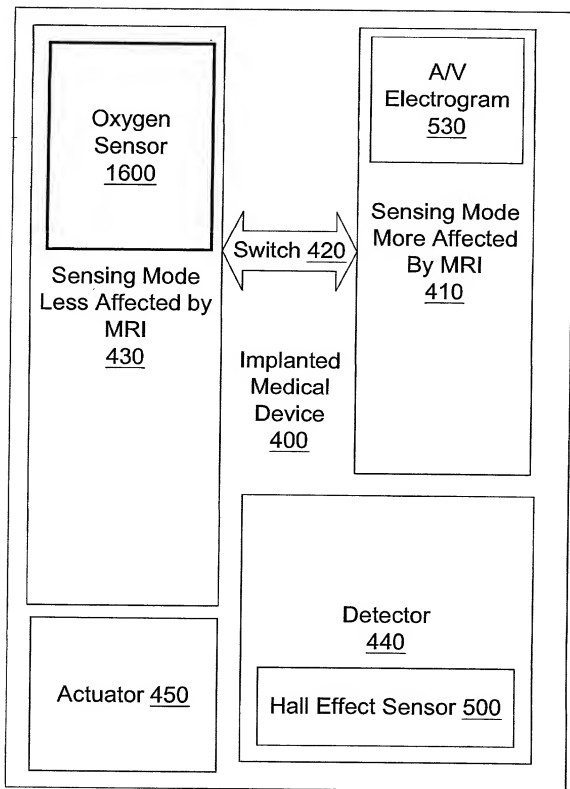 Oxygen
Sensor
1600
Sensing Mode
Less Affected by
MRI
430
Switch 420
A/V
Electrogram
530
Sensing Mode
More Affected
By MRI
410
Implanted
Medical
Device
400
Detector
440
Hall Effect Sensor 500
Actuator 450